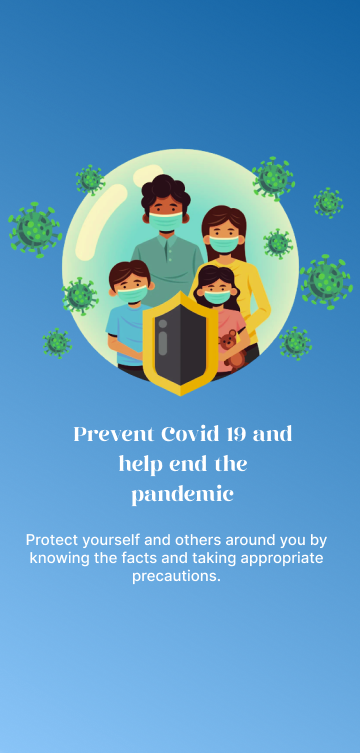 Prevent Covid 19 and
help end the
pandemic
Protect yourself and others around you by
knowing the facts and taking appropriate
precautions.